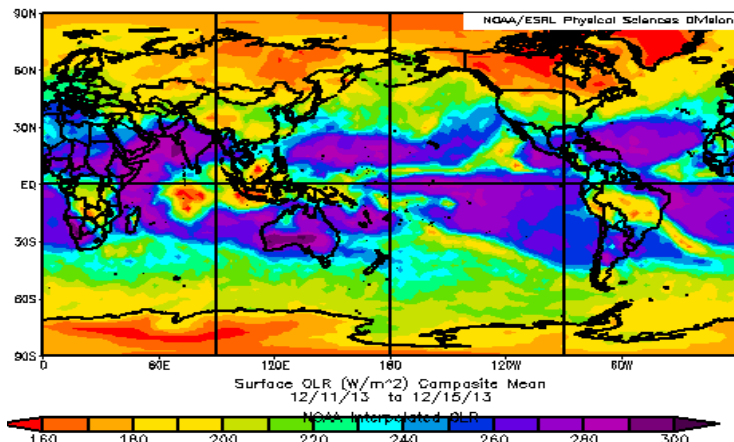 NOAA/ESRL Physical Sciences Division
90N
60N
30N
EQ
30S
60S
90S
0 60E 120E 180 120W 60W
Surface OLR (W/m^2) Composite Mean
12/11/13 to 12/15/13
NOAA Interpolated OLR
160 180 200 220 240 260 280 300